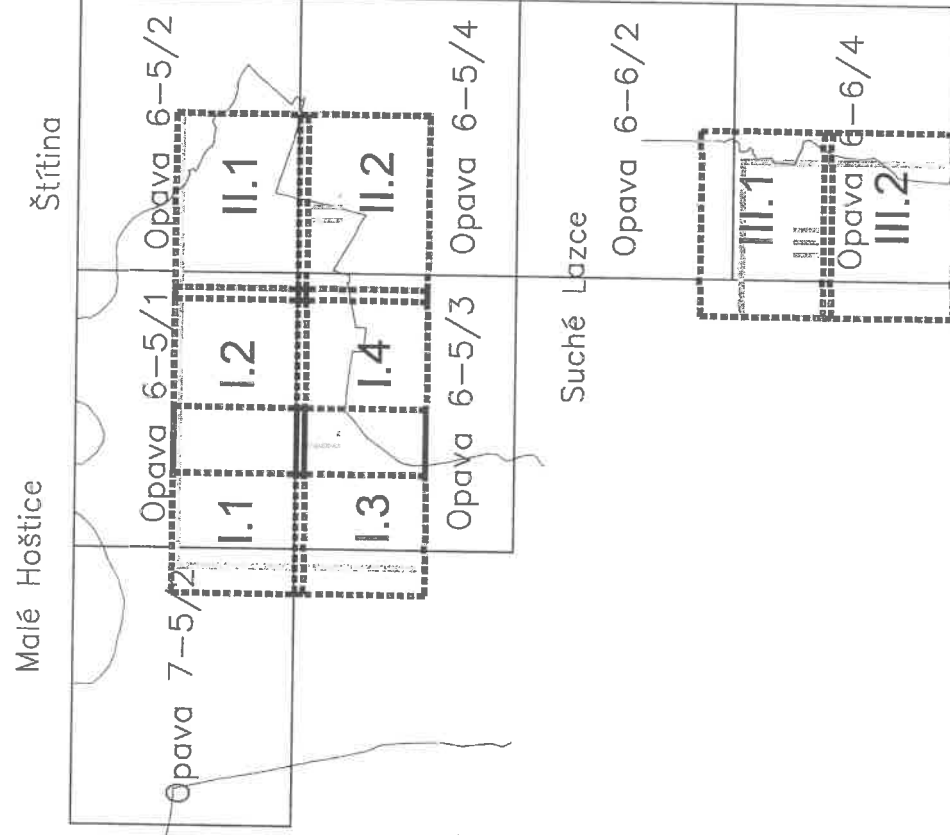 Malé Hoštice
Štítina
Opava 7-5/2
Opava 6-5/1
Opava 6-5/2
I.1
I.2
II.1
I.3
I.4
II.2
Opava 6-5/3
Opava 6-5/4
Suché Lazce
Opava 6-6/2
III.1
Opava 6-6/4
III.2